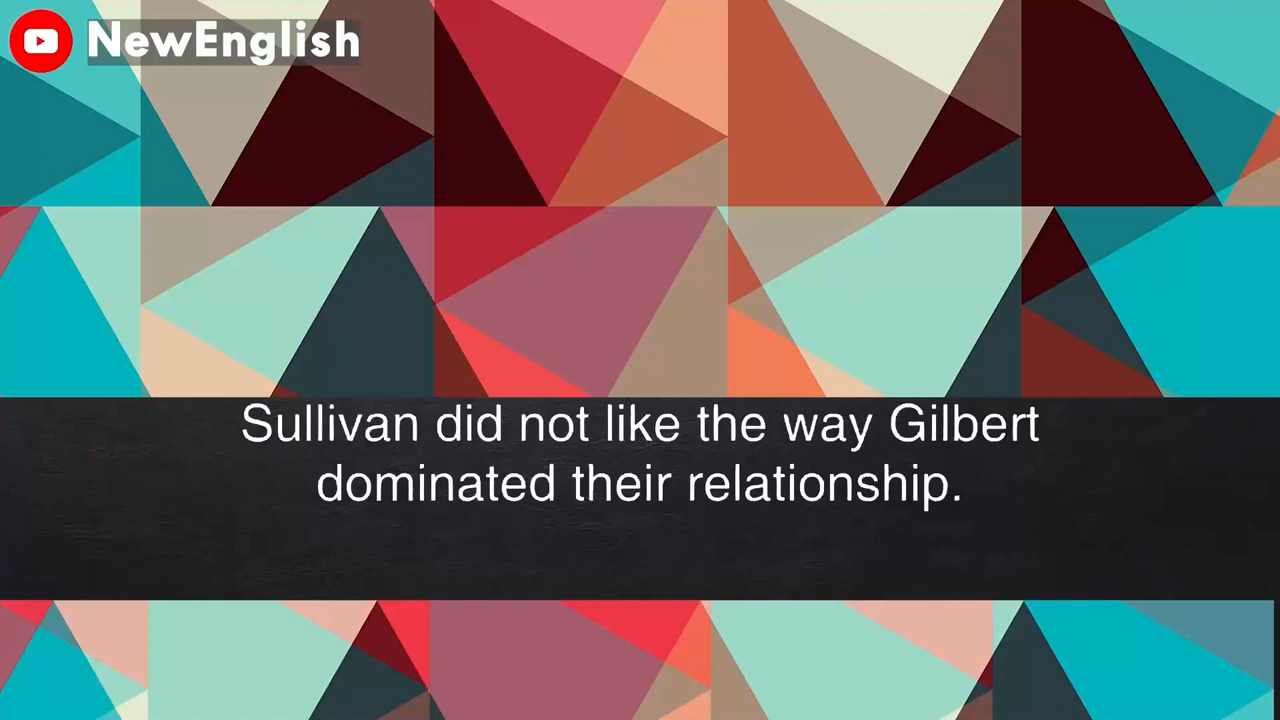 NewEnglish
Sullivan did not like the way Gilbert
dominated their relationship.